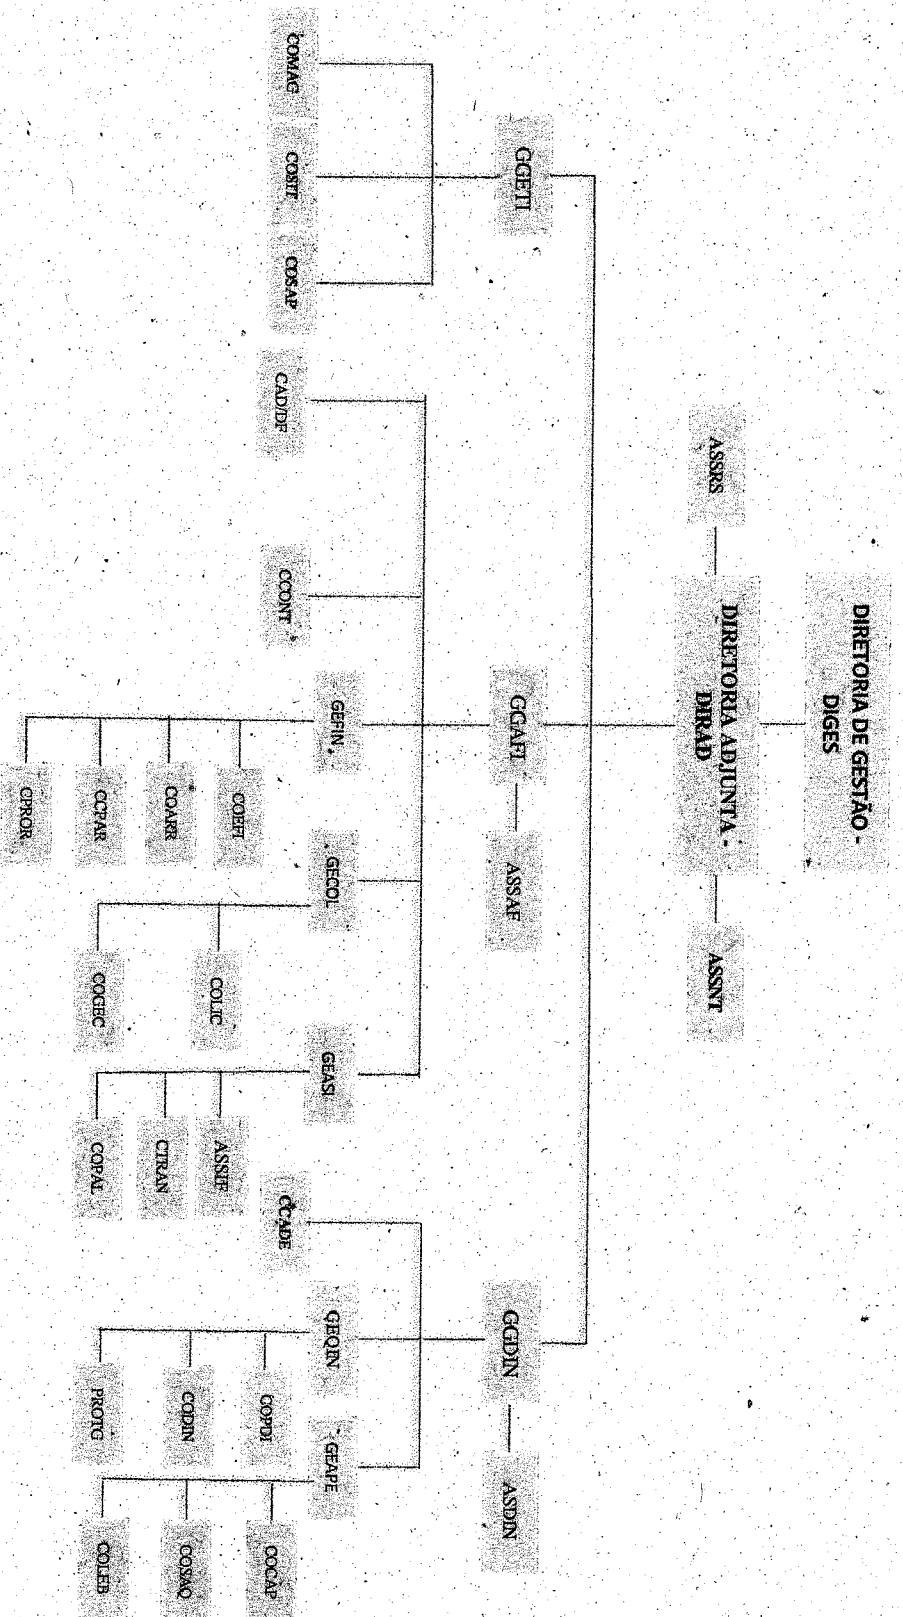 DIRETORIA DE GESTÃO -
DIGES
ASSRS
DIRETORIA ADJUNTA -
DIRAD
ASSNT
GGETI
GGAFI
ASSAF
GGDIN
ASDIN
COMAG
COSIT
COSAP
CAD/DF
CCONT
GEFIN
GECOL
GEASI
CCADE
GEQIN
GEAPE
COEFI
COARR
CCPAR
CPROR
COLIC
COGEC
ASSIF
CTRAN
COPAL
COPDI
CODIN
PROTG
COCAP
COSAQ
COLEB